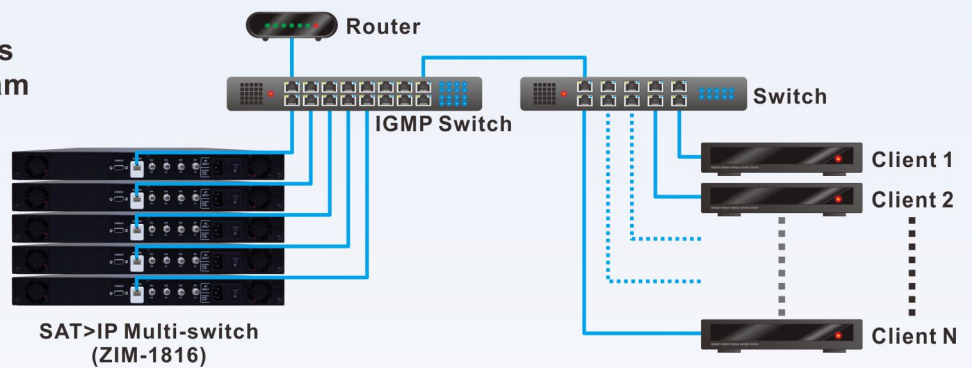 Router
Switch
IGMP Switch
Client 1
Client 2
Client N
SAT>IP Multi-switch
(ZIM-1816)